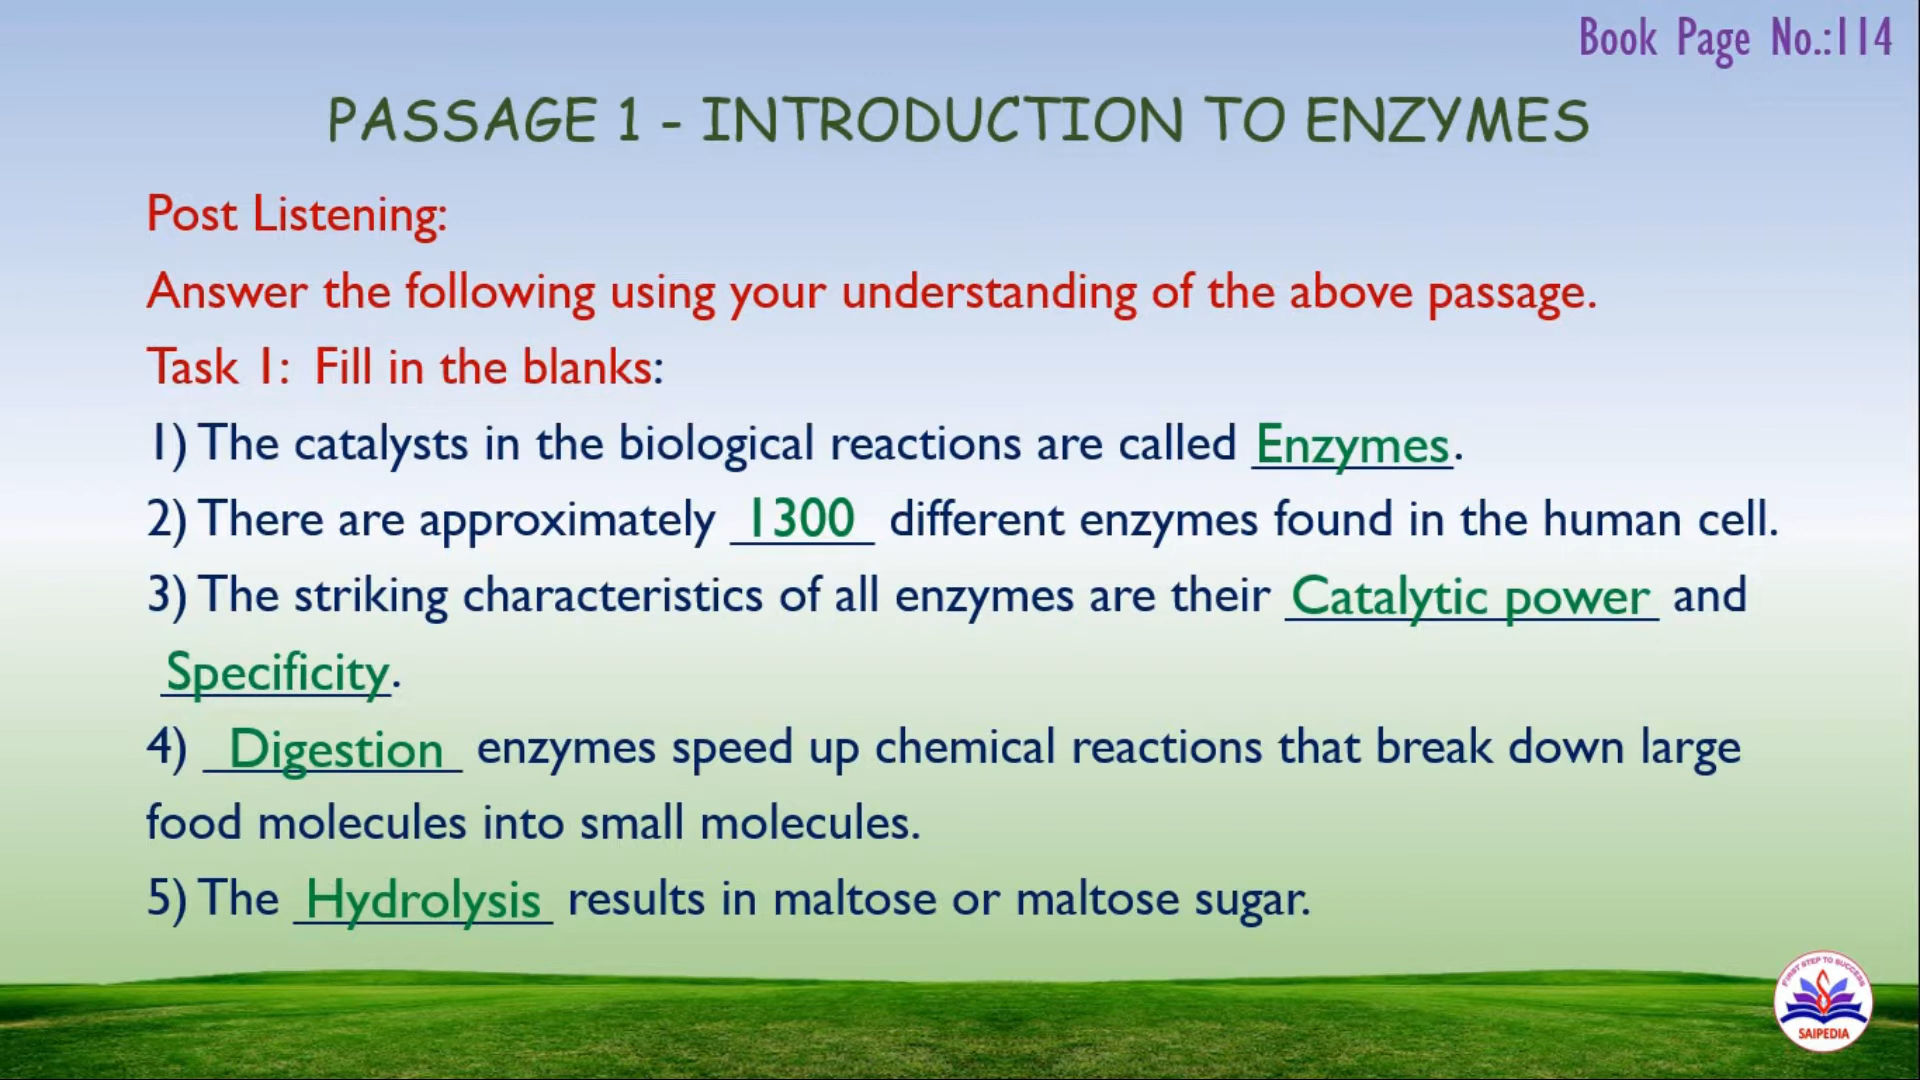 Book Page No.:114
PASSAGE 1 - INTRODUCTION TO ENZYMES
Post Listening:
Answer the following using your understanding of the above passage.
Task 1: Fill in the blanks:
1) The catalysts in the biological reactions are called Enzymes.
2) There are approximately 1300 different enzymes found in the human cell.
3) The striking characteristics of all enzymes are their Catalytic power and
Specificity.
4) Digestion enzymes speed up chemical reactions that break down large
food molecules into small molecules.
5) The Hydrolysis results in maltose or maltose sugar.
FIRST STEP TO SUCCESS
SAIPEDIA